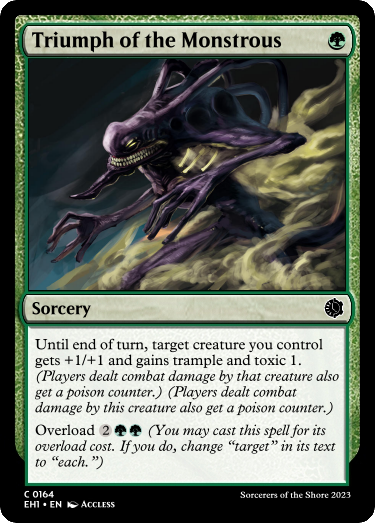 Triumph of the Monstrous
Sorcery
Until end of turn, target creature you control
gets +1/+1 and gains trample and toxic 1.
(Players dealt combat damage by that creature also
get a poison counter.) (Players dealt combat
damage by this creature also get a poison counter.)
Overload 2 (You may cast this spell for its
overload cost. If you do, change “target” in its text
to “each.”)
C 0164
EH1 • EN ACCLESS
Sorcerers of the Shore 2023